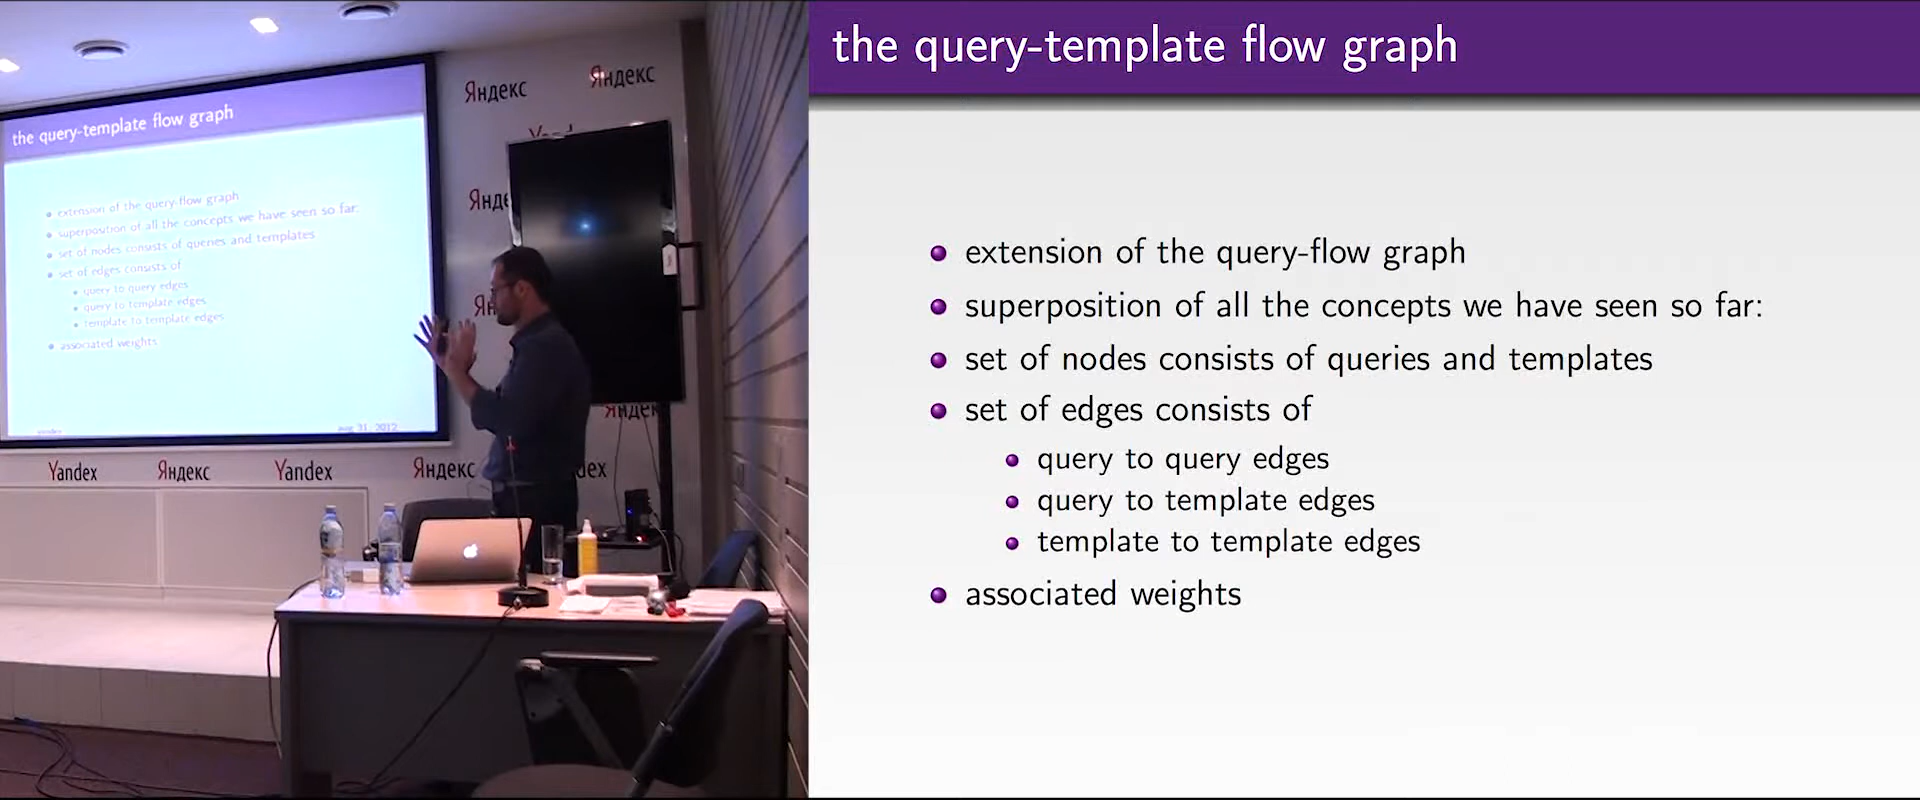 the query-template flow graph
extension of the query-flow graph
superposition of all the concepts we have seen so far:
set of nodes consists of queries and templates
set of edges consists of
query to query edges
query to template edges
template to template edges
associated weights
yandex
aug 31, 2012
Яндекс
Яндекс
Яндекс
Yandex
Яндекс
Yandex
Яндекс
the query-template flow graph
extension of the query-flow graph
superposition of all the concepts we have seen so far:
set of nodes consists of queries and templates
set of edges consists of
query to query edges
query to template edges
template to template edges
associated weights